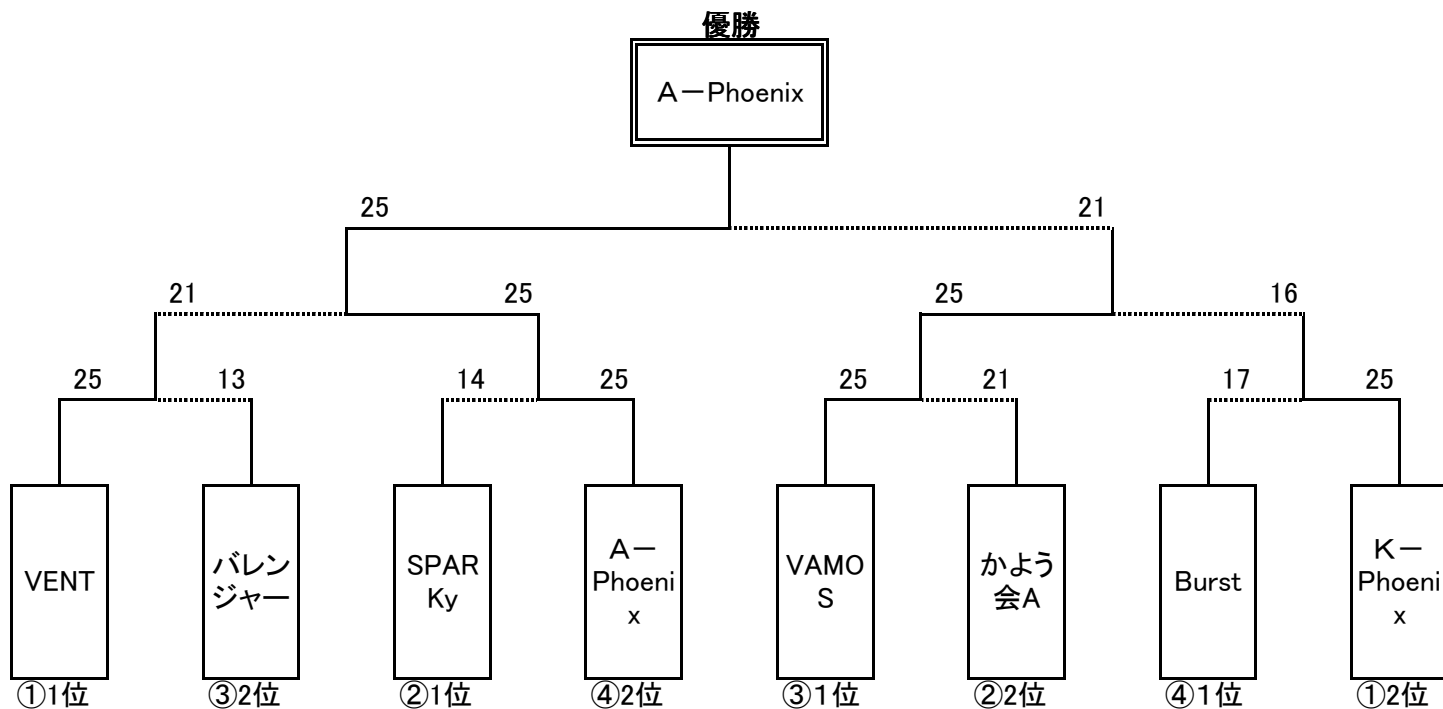 優勝
A－Phoenix
25
21
21
25
25
16
25
13
14
25
25
21
17
25
VENT
バレン
ジャー
SPAR
Ky
A－
Phoeni
x
VAMO
S
かよう
会A
Burst
K－
Phoeni
x
①1位
③2位
②1位
④2位
③1位
②2位
④1位
①2位